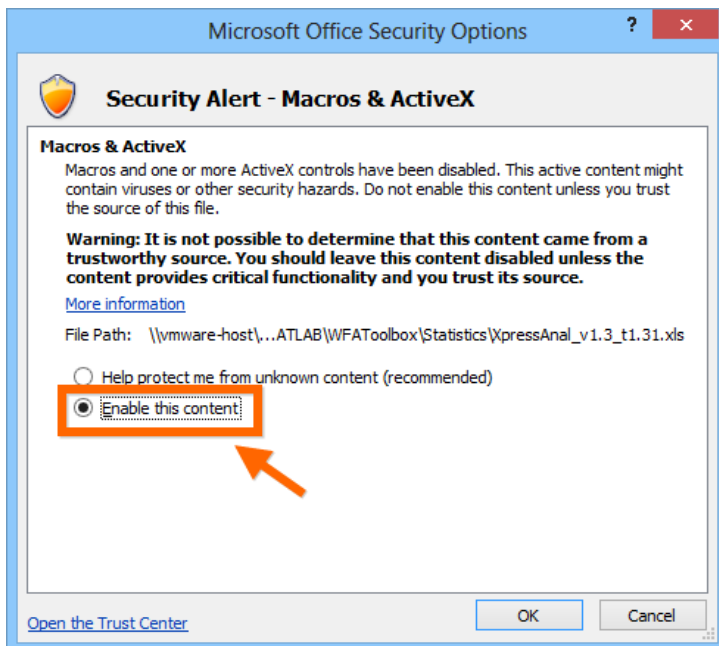 Microsoft Office Security Options
?
Security Alert - Macros & ActiveX
Macros & ActiveX
Macros and one or more ActiveX controls have been disabled. This active content might
contain viruses or other security hazards. Do not enable this content unless you trust
the source of this file.
Warning: It is not possible to determine that this content came from a
trustworthy source. You should leave this content disabled unless the
content provides critical functionality and you trust its source.
More information
File Path: \\vmware-host\...ATLAB\WFAToolbox\Statistics\XpressAnal_v1.3_t1.31.xls
Help protect me from unknown content (recommended)
Enable this content
Open the Trust Center
OK
Cancel